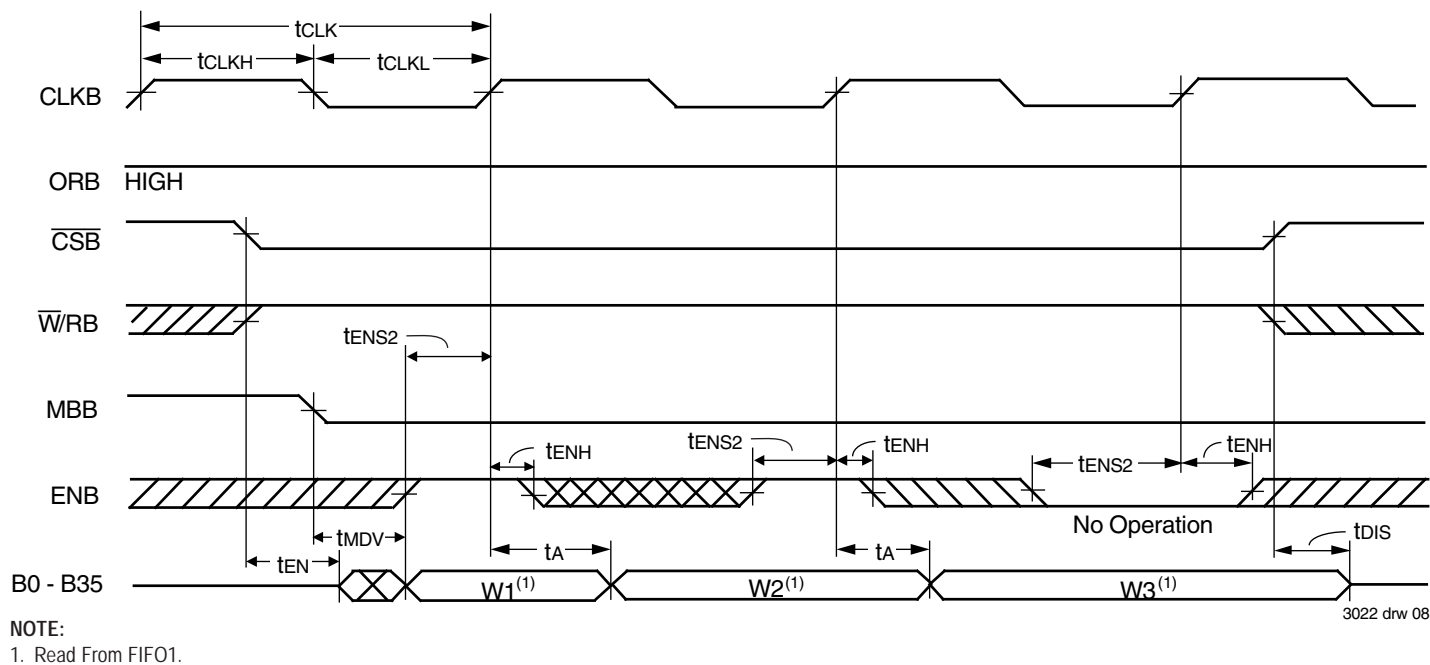 tCLK
tCLKH tCLKL
CLKB
ORB HIGH
CSB
W/RB
tENS2
MBB
tENH tENS2 tENH tENS2 tENH
ENB
No Operation
tMDV tDIS
tEN tA tA
B0 - B35 W1(1) W2(1) W3(1)
3022 drw 08
NOTE:
1. Read From FIFO1.